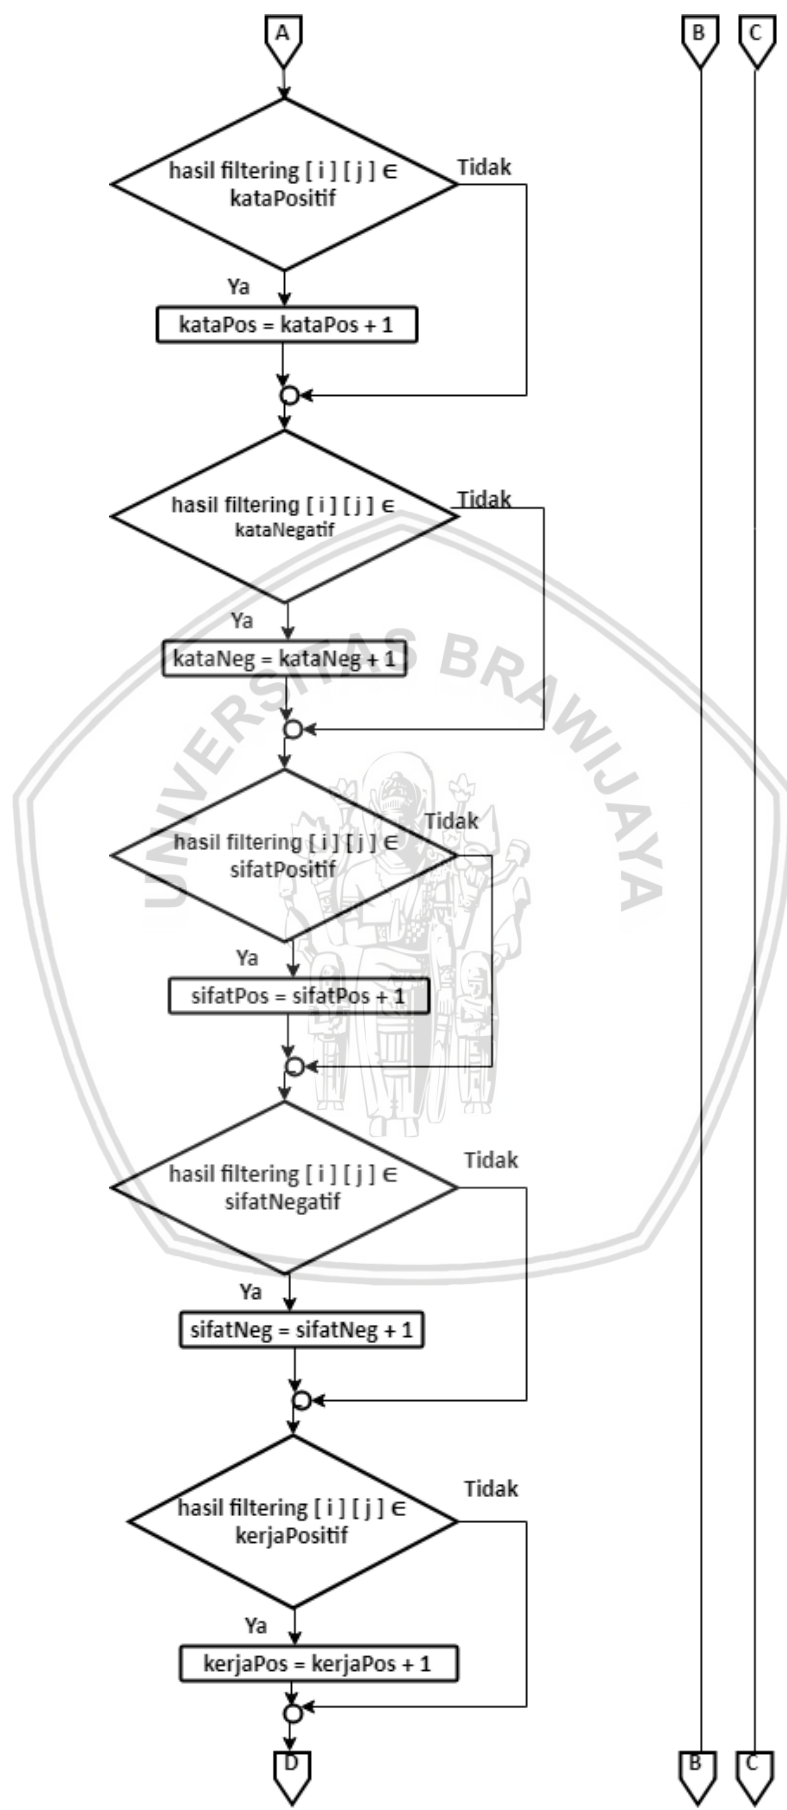 A
B
C
hasil filtering [ i ] [ j ] ∈
kataPositif
Tidak
Ya
kataPos = kataPos + 1
hasil filtering [ i ] [ j ] ∈
kataNegatif
Tidak
Ya
kataNeg = kataNeg + 1
UNIVERSITAS BRAWIJAYA
hasil filtering [ i ] [ j ] ∈
sifatPositif
Tidak
Ya
sifatPos = sifatPos + 1
hasil filtering [ i ] [ j ] ∈
sifatNegatif
Tidak
Ya
sifatNeg = sifatNeg + 1
hasil filtering [ i ] [ j ] ∈
kerjaPositif
Tidak
Ya
kerjaPos = kerjaPos + 1
D
B
C